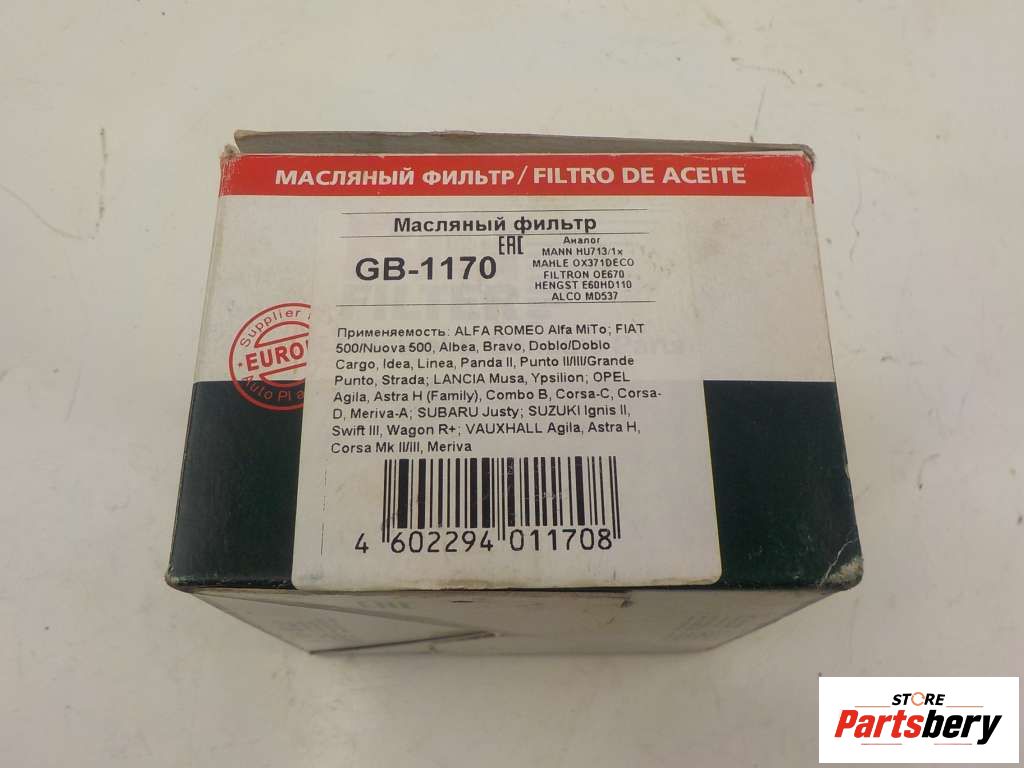 МАСЛЯНЫЙ ФИЛЬТР / FILTRO DE ACEITE
Масляный фильтр
GB-1170
EAC
Аналог
MANN HU713/1x
MAHLE OX371DECO
FILTRON OE670
HENGST E60HD110
ALCO MD537
FILTER
Supplier
EURO
Auto Pl
Применяемость: ALFA ROMEO Alfa MiTo; FIAT
500/Nuova 500, Albea, Bravo, Doblo/Doblo
Cargo, Idea, Linea, Panda II, Punto II/III/Grande
Punto, Strada; LANCIA Musa, Ypsilion; OPEL
Agila, Astra H (Family), Combo B, Corsa-C, Corsa-
D, Meriva-A; SUBARU Justy; SUZUKI Ignis II,
Swift III, Wagon R+; VAUXHALL Agila, Astra H,
Corsa Mk II/III, Meriva
4 602294 011708
STORE
Partsbery